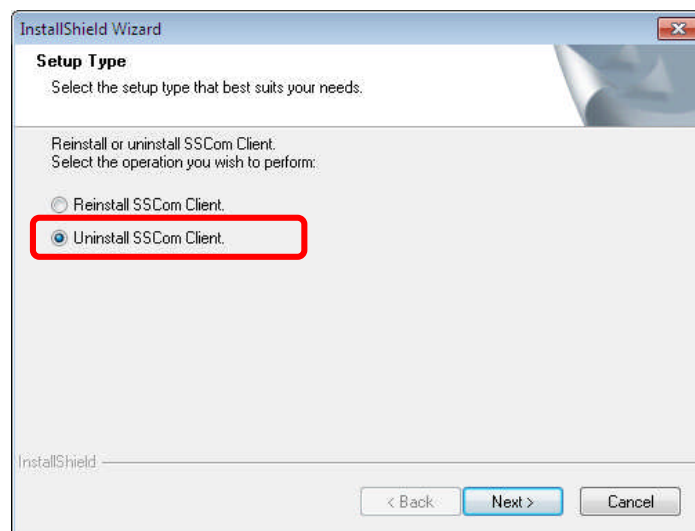 InstallShield Wizard
Setup Type
Select the setup type that best suits your needs.
Reinstall or uninstall SSCom Client.
Select the operation you wish to perform:
Reinstall SSCom Client.
Uninstall SSCom Client.
InstallShield
< Back Next > Cancel